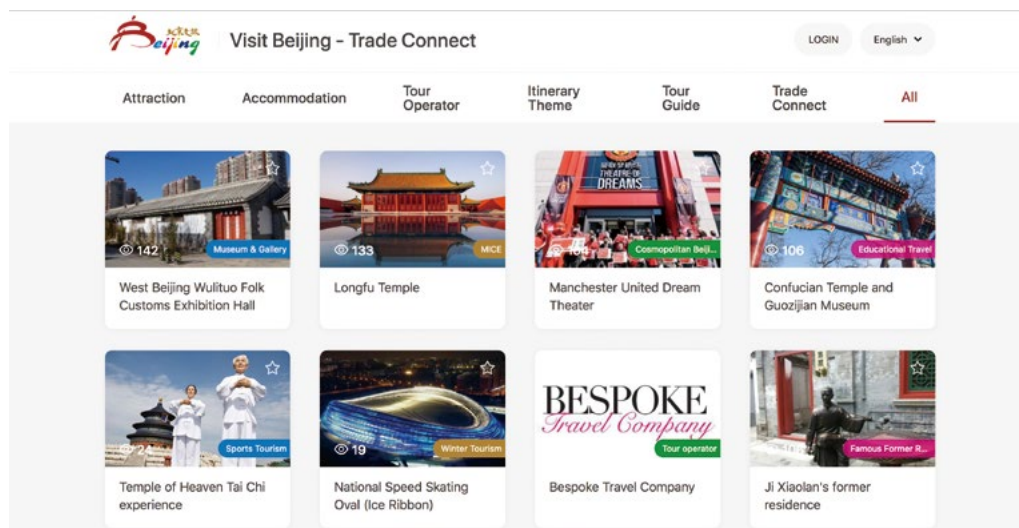 Beijing
Visit Beijing - Trade Connect
LOGIN
English
Attraction
Accommodation
Tour
Operator
Itinerary
Theme
Tour
Guide
Trade
Connect
All
THEATRE OF
DREAMS
142
Museum & Gallery
133
MICE
Cosmopolitan Beiji...
106
Educational Travel
West Beijing Wulituo Folk
Customs Exhibition Hall
Longfu Temple
Manchester United Dream
Theater
Confucian Temple and
Guozijian Museum
24
Sports Tourism
19
Winter Tourism
BESPOKE
Travel Company
Tour operator
Famous Former R...
Temple of Heaven Tai Chi
experience
National Speed Skating
Oval (Ice Ribbon)
Bespoke Travel Company
Ji Xiaolan's former
residence